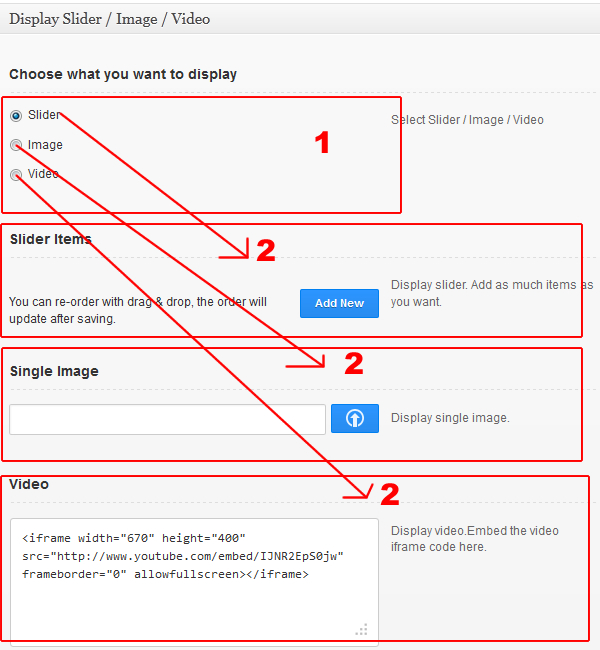 Display Slider / Image / Video
Choose what you want to display
Slider
Select Slider / Image / Video
1
Image
Video
Slider Items
2
Display slider. Add as much items as
you want.
You can re-order with drag & drop, the order will
update after saving.
Add New
2
Single Image
Display single image.
Video
2
<iframe width="670" height="400"
src="http://www.youtube.com/embed/IJNR2EpS0jw"
frameborder="0" allowfullscreen></iframe>
Display video.Embed the video
iframe code here.